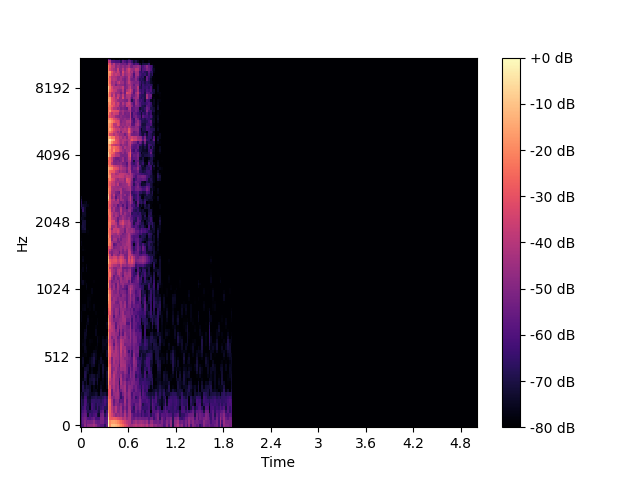 8192
4096
2048
1024
512
0
Hz
0 0.6 1.2 1.8 2.4 3 3.6 4.2 4.8
Time
+0 dB
-10 dB
-20 dB
-30 dB
-40 dB
-50 dB
-60 dB
-70 dB
-80 dB